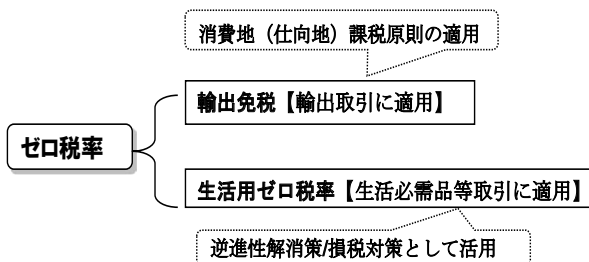 消費地（仕向地）課税原則の適用
輸出免税【輸出取引に適用】
ゼロ税率
生活用ゼロ税率【生活必需品等取引に適用】
逆進性解消策/損税対策として活用